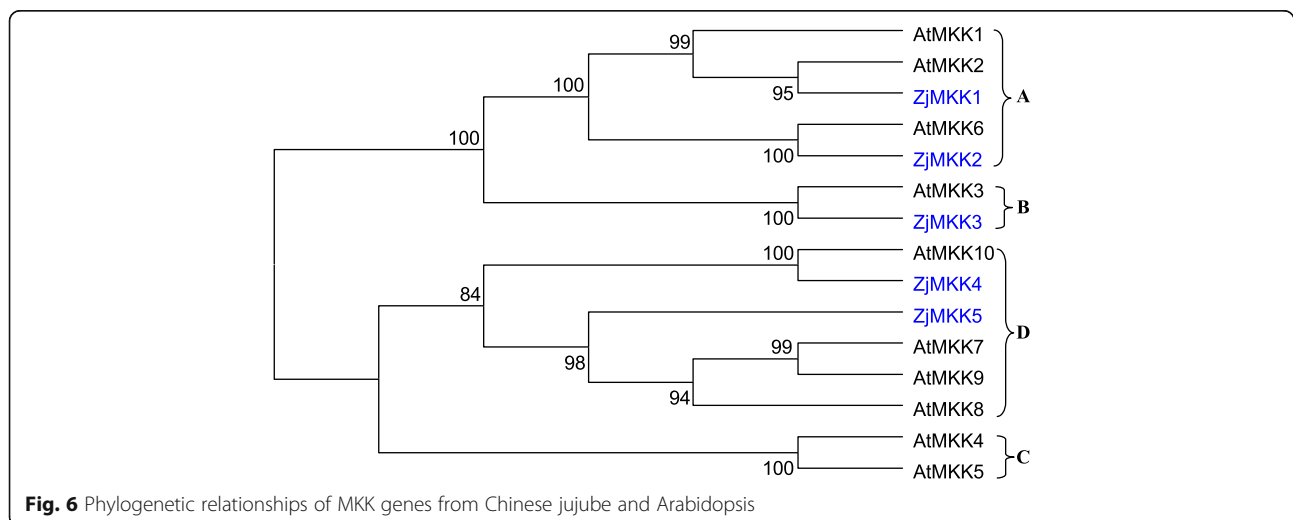 AtMKK1
99
AtMKK2
100
95
ZjMKK1
A
AtMKK6
100
100
ZjMKK2
AtMKK3
B
100
ZjMKK3
100
AtMKK10
ZjMKK4
84
ZjMKK5
D
99
AtMKK7
98
AtMKK9
94
AtMKK8
AtMKK4
C
100
AtMKK5
Fig. 6 Phylogenetic relationships of MKK genes from Chinese jujube and Arabidopsis